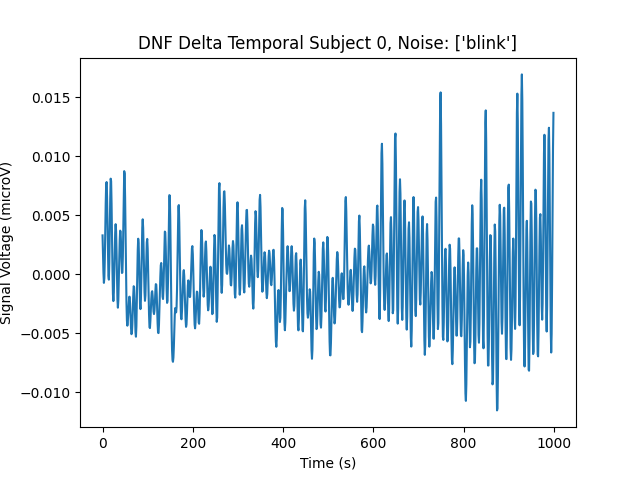 DNF Delta Temporal Subject 0, Noise: ['blink']
Signal Voltage (microV)
0.015
0.010
0.005
0.000
−0.005
−0.010
0 200 400 600 800 1000
Time (s)